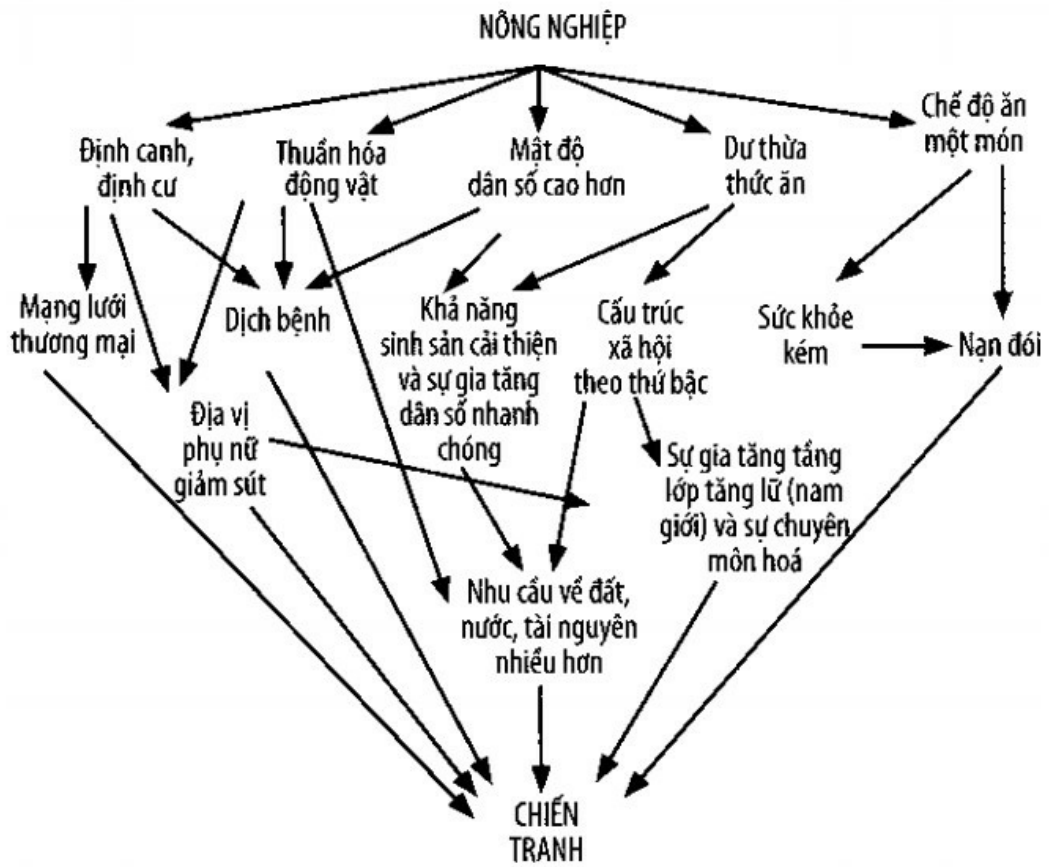 NÔNG NGHIỆP
Định canh,
định cư
Thuần hóa
động vật
Mật độ
dân số cao hơn
Dư thừa
thức ăn
Chế độ ăn
một món
Mạng lưới
thương mại
Dịch bệnh
Khả năng
sinh sản cải thiện
và sự gia tăng
dân số nhanh
chóng
Cấu trúc
xã hội
theo thứ bậc
Sức khỏe
kém
Nạn đói
Địa vị
phụ nữ
giảm sút
Sự gia tăng tầng
lớp tăng lữ (nam
giới) và sự chuyên
môn hoá
Nhu cầu về đất,
nước, tài nguyên
nhiều hơn
CHIẾN
TRANH